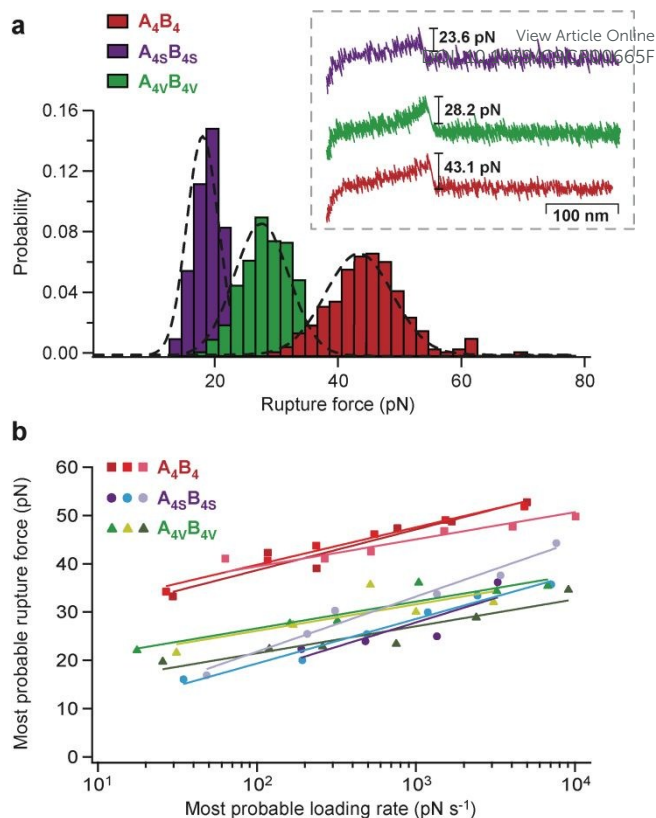 a
A4B4
A4SB4S
A4VB4V
View Article Online
23.6 pN
28.2 pN
43.1 pN
100 nm
0.16
0.12
0.08
0.04
0.00
Probability
20
40
60
80
Rupture force (pN)
b
A4B4
A4SB4S
A4VB4V
60
50
40
30
20
10
0
Most probable rupture force (pN)
10¹
10²
10³
10⁴
Most probable loading rate (pN s⁻¹)